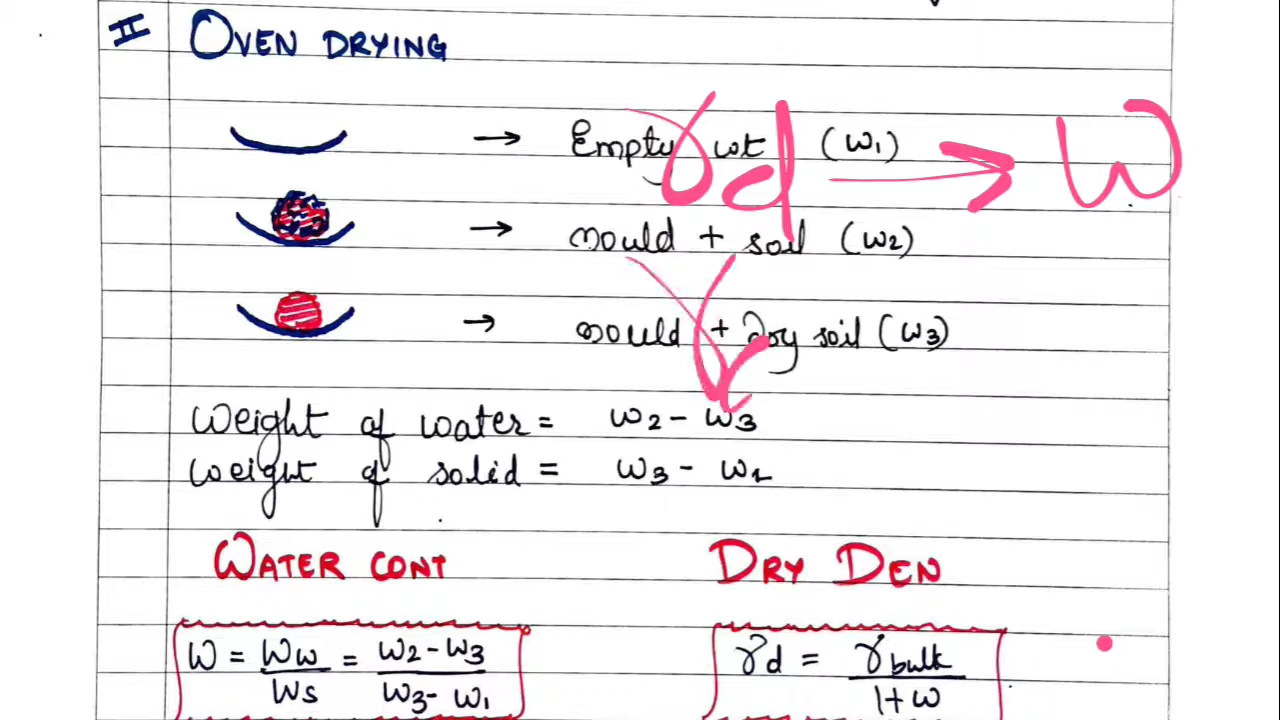 II OVEN DRYING
→ Empty wt (W1)
γd → W
→ mould + soil (W2)
→ mould + dry soil (W3)
γ
Weight of water = W2 - W3
Weight of solid = W3 - W1
WATER CONT DRY DEN
W = Ww/Ws = W2 - W3/W3 - W1
γd = γbulk/1+W